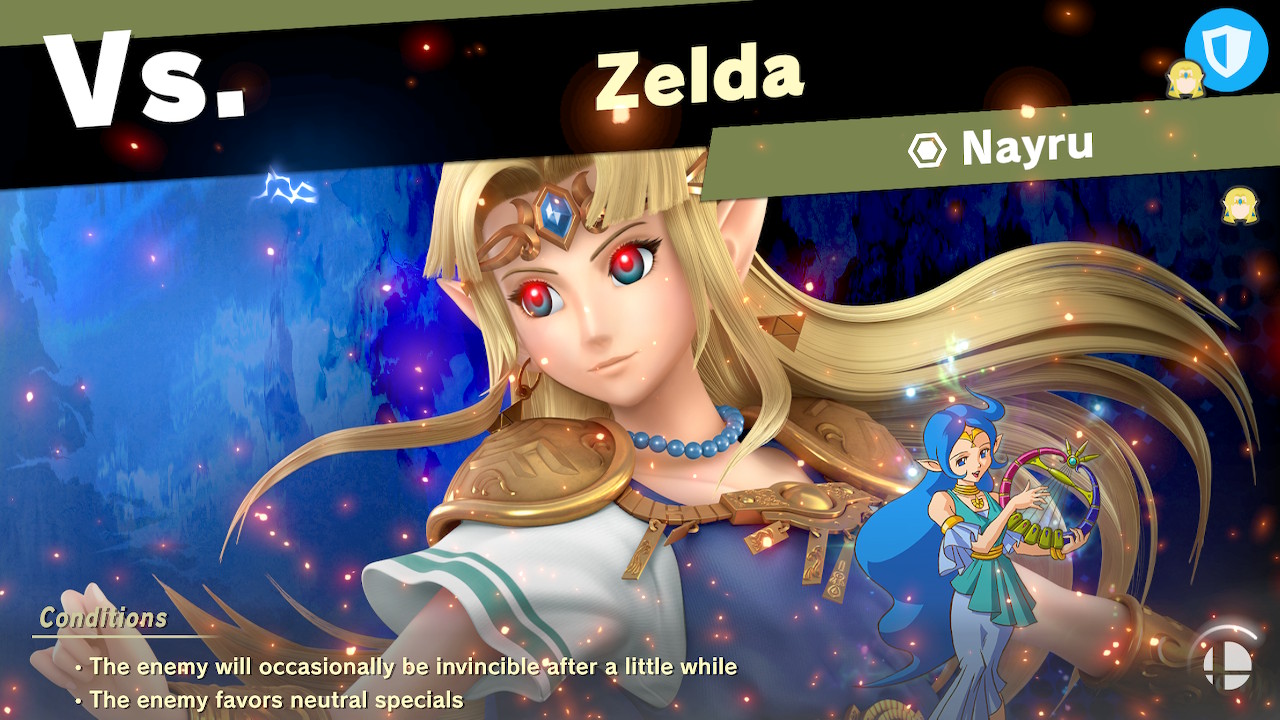 Vs.
Zelda
Nayru
Conditions
• The enemy will occasionally be invincible after a little while
• The enemy favors neutral specials